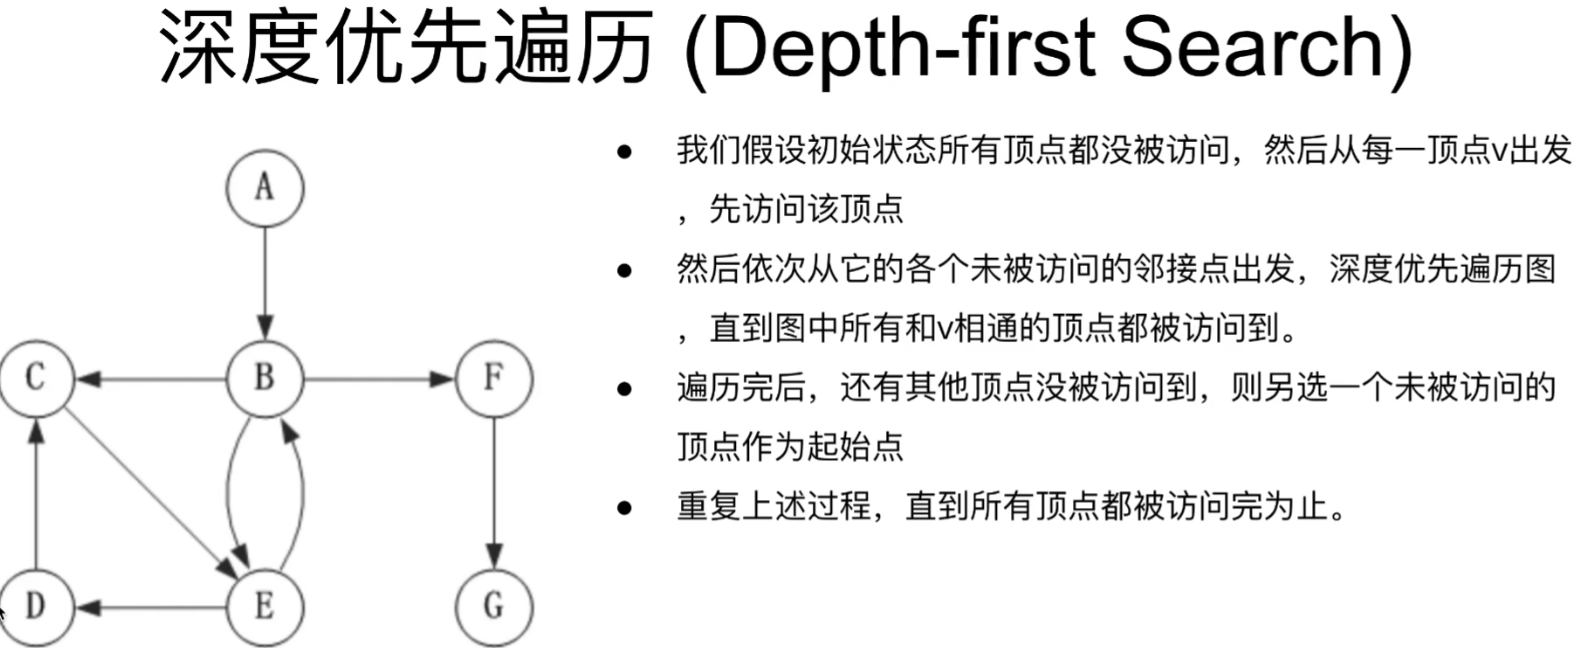 深度优先遍历 (Depth-first Search)
A
C
B
F
D
E
G
● 我们假设初始状态所有顶点都没被访问，然后从每一顶点v出发
，先访问该顶点
● 然后依次从它的各个未被访问的邻接点出发，深度优先遍历图
，直到图中所有和v相通的顶点都被访问到。
● 遍历完后，还有其他顶点没被访问到，则另选一个未被访问的
顶点作为起始点
● 重复上述过程，直到所有顶点都被访问完为止。